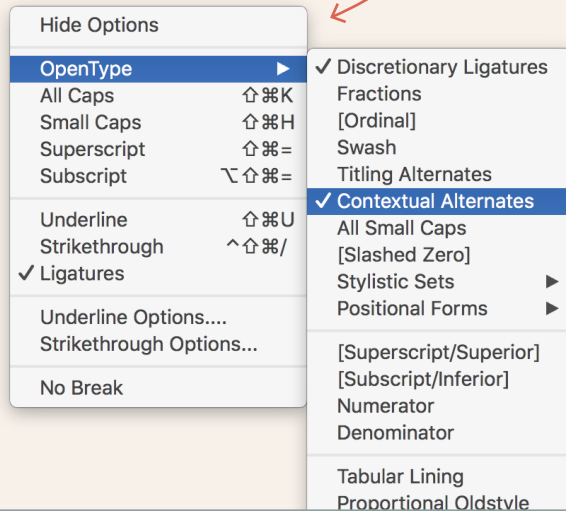 Hide Options
OpenType ▶
All Caps ⇧⌘K
Small Caps ⇧⌘H
Superscript ⇧⌘=
Subscript ⌥⇧⌘=
Underline ⇧⌘U
Strikethrough ^⇧⌘/
✓ Ligatures
Underline Options....
Strikethrough Options...
No Break
✓ Discretionary Ligatures
Fractions
[Ordinal]
Swash
Titling Alternates
✓ Contextual Alternates
All Small Caps
[Slashed Zero]
Stylistic Sets ▶
Positional Forms ▶
[Superscript/Superior]
[Subscript/Inferior]
Numerator
Denominator
Tabular Lining
Proportional Oldstyle